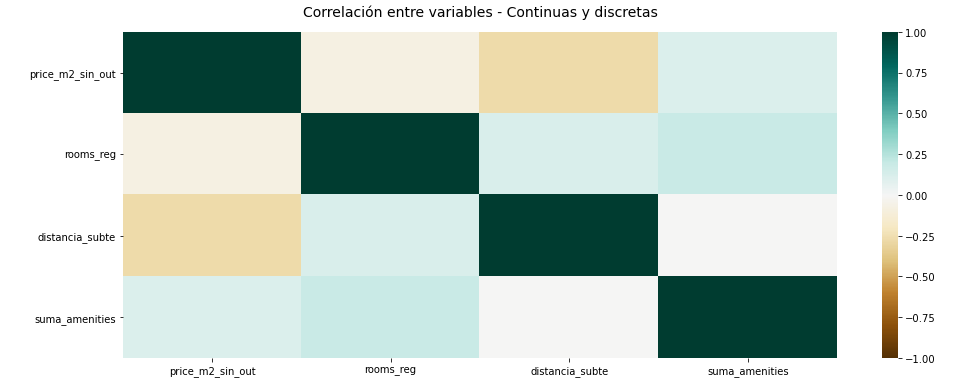 Correlación entre variables - Continuas y discretas
price_m2_sin_out
rooms_reg
distancia_subte
suma_amenities
price_m2_sin_out
rooms_reg
distancia_subte
suma_amenities
1.00
0.75
0.50
0.25
0.00
−0.25
−0.50
−0.75
−1.00